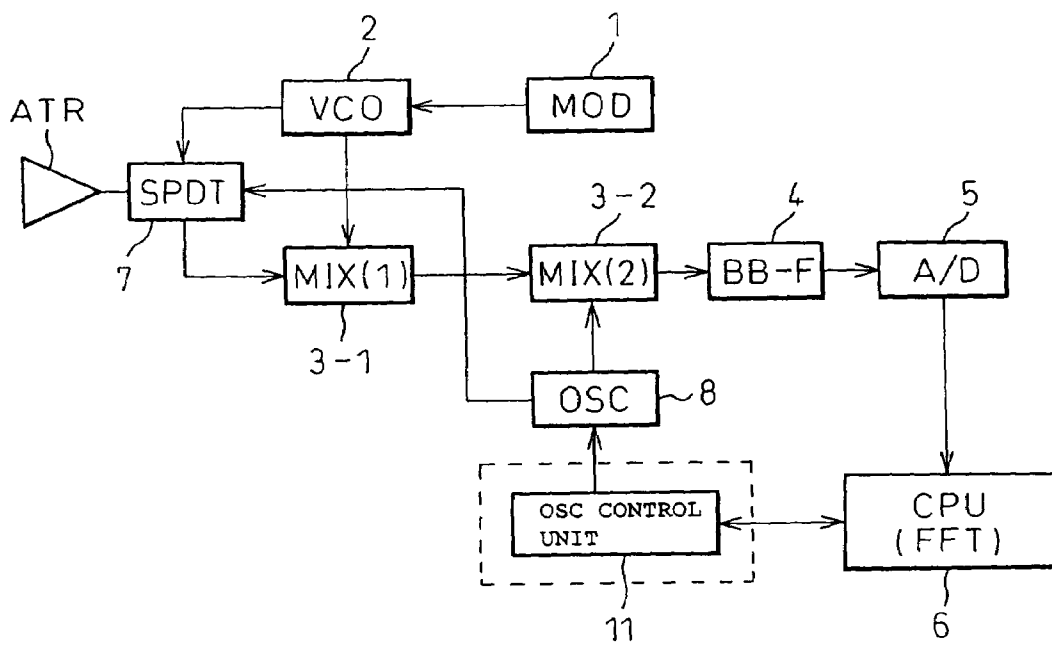 2
1
ATR
VCO
MOD
SPDT
7
3-2
4
5
MIX(1)
MIX(2)
BB-F
A/D
3-1
OSC
8
OSC CONTROL
UNIT
CPU
(FFT)
11
6